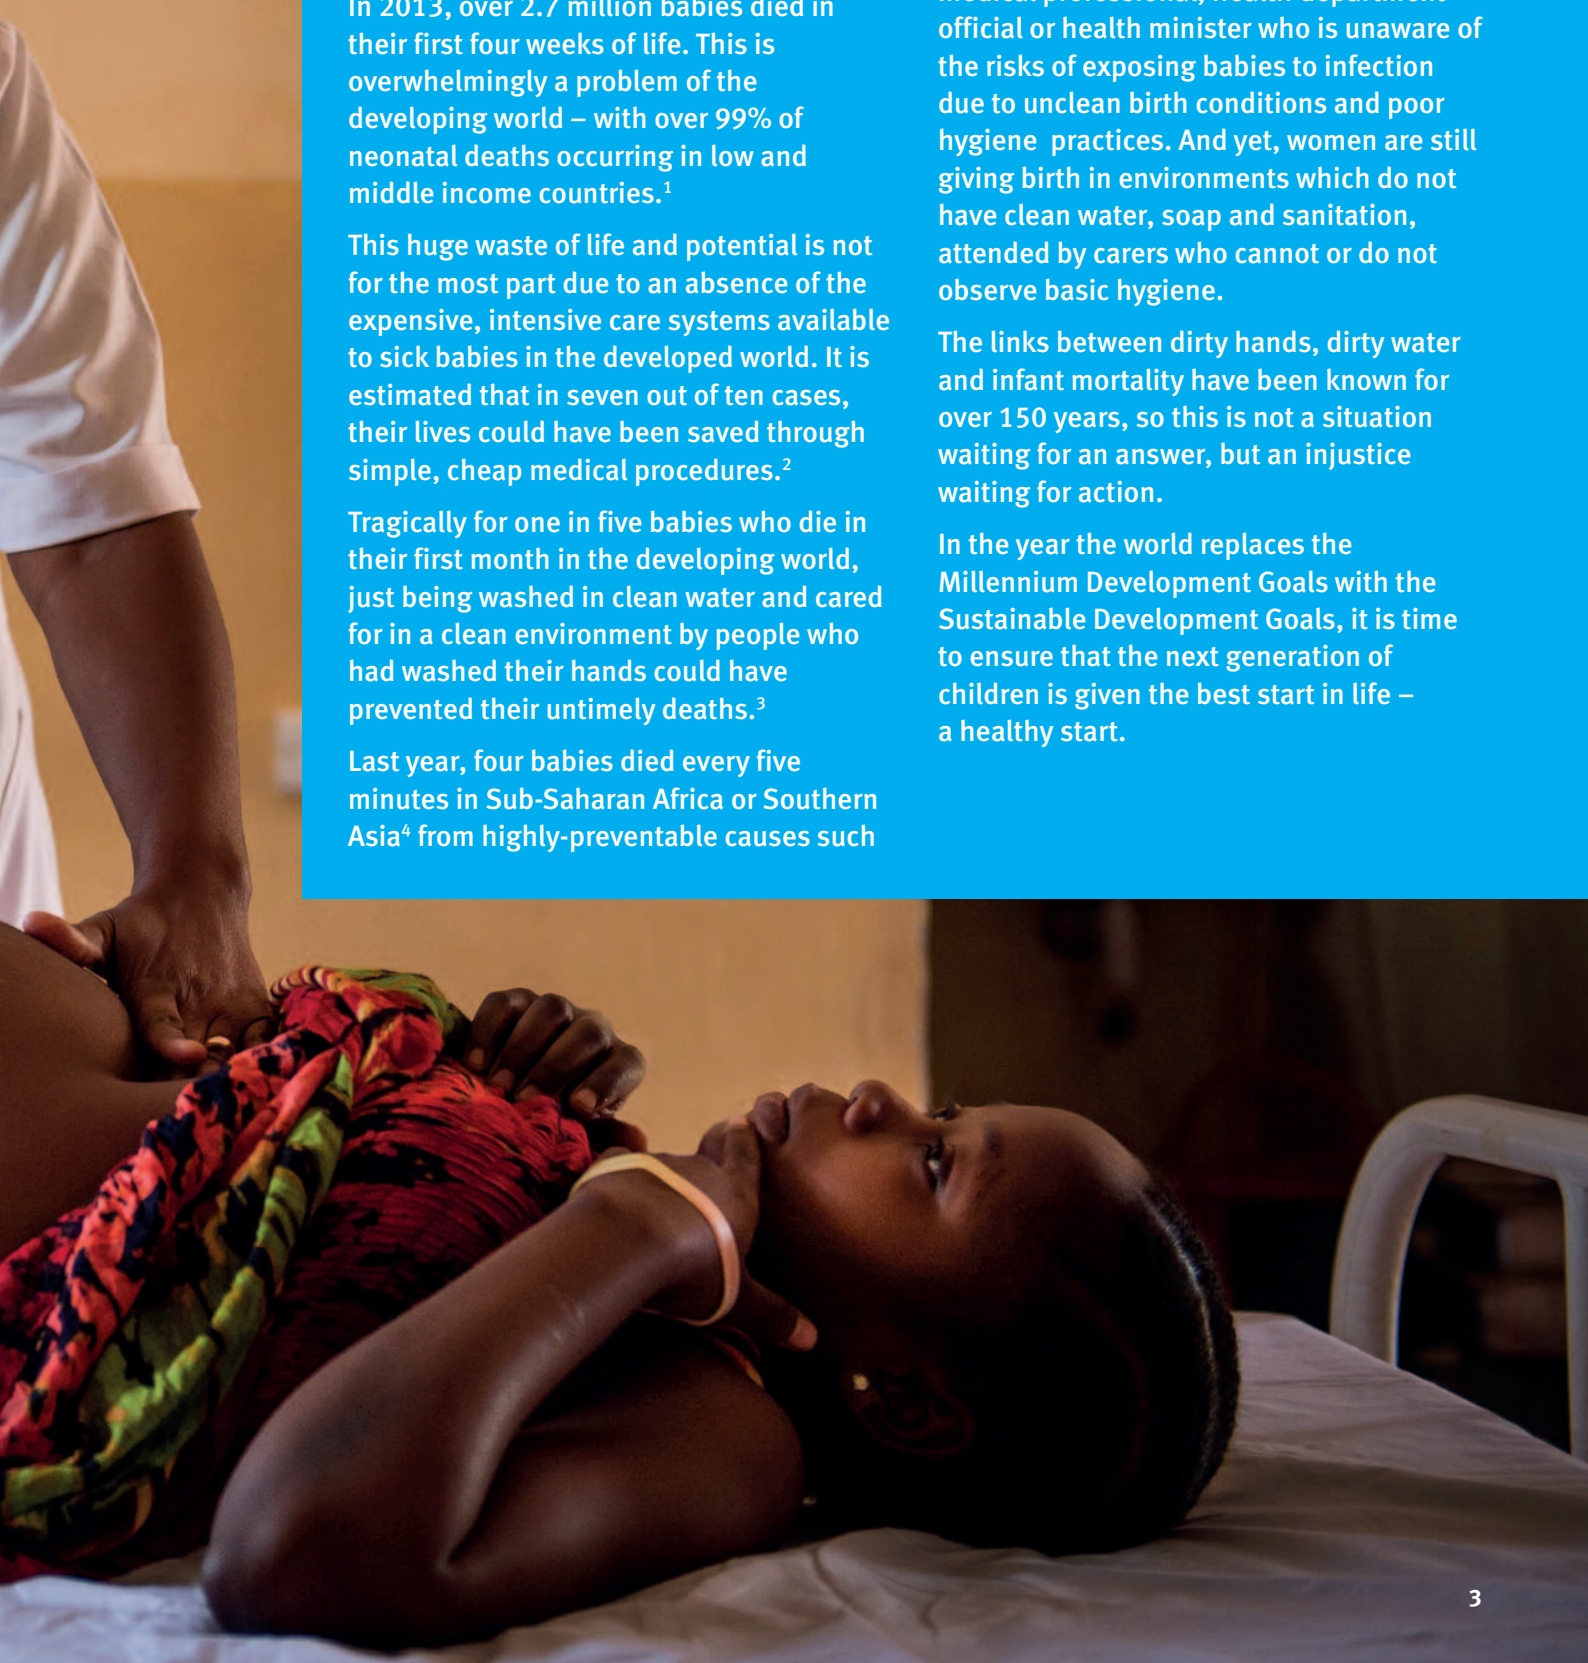 In 2013, over 2.7 million babies died in
their first four weeks of life. This is
overwhelmingly a problem of the
developing world – with over 99% of
neonatal deaths occurring in low and
middle income countries.¹
This huge waste of life and potential is not
for the most part due to an absence of the
expensive, intensive care systems available
to sick babies in the developed world. It is
estimated that in seven out of ten cases,
their lives could have been saved through
simple, cheap medical procedures.²
Tragically for one in five babies who die in
their first month in the developing world,
just being washed in clean water and cared
for in a clean environment by people who
had washed their hands could have
prevented their untimely deaths.³
Last year, four babies died every five
minutes in Sub-Saharan Africa or Southern
Asia⁴ from highly-preventable causes such
medical professional, health department
official or health minister who is unaware of
the risks of exposing babies to infection
due to unclean birth conditions and poor
hygiene practices. And yet, women are still
giving birth in environments which do not
have clean water, soap and sanitation,
attended by carers who cannot or do not
observe basic hygiene.
The links between dirty hands, dirty water
and infant mortality have been known for
over 150 years, so this is not a situation
waiting for an answer, but an injustice
waiting for action.
In the year the world replaces the
Millennium Development Goals with the
Sustainable Development Goals, it is time
to ensure that the next generation of
children is given the best start in life –
a healthy start.
3